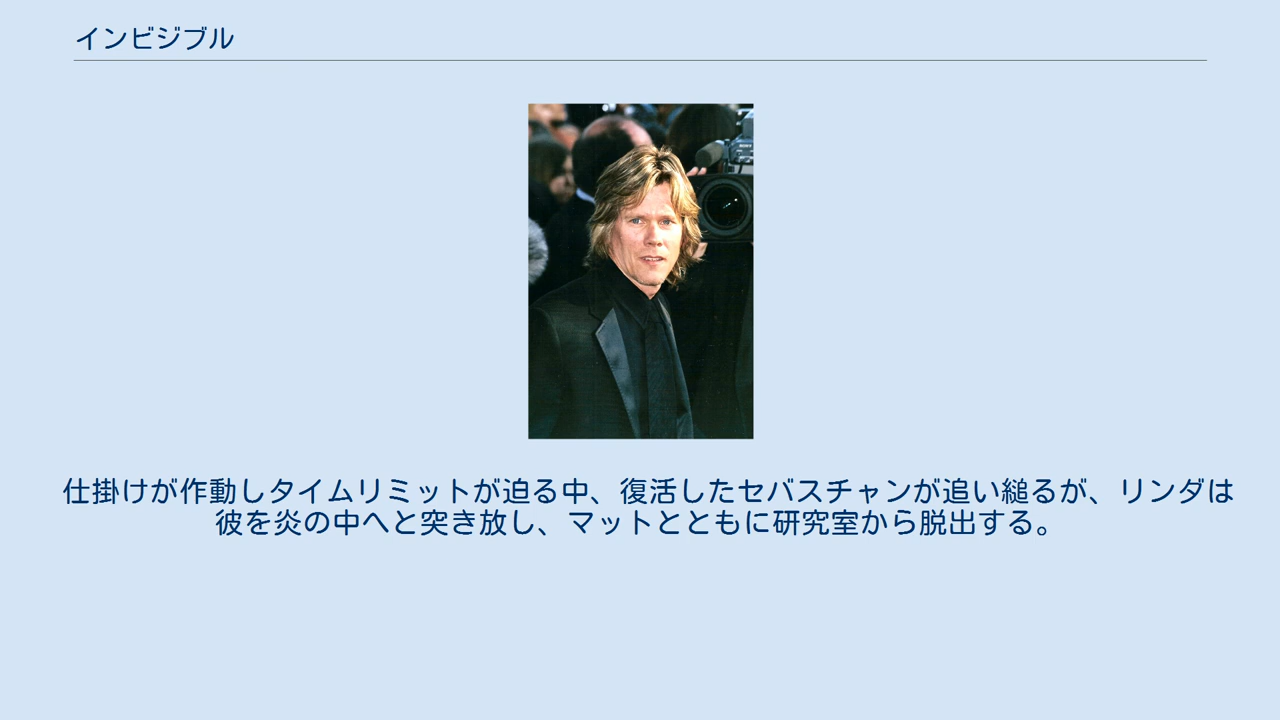 インビジブル
SONY
仕掛けが作動しタイムリミットが迫る中、復活したセバスチャンが追い縋るが、リンダは
彼を炎の中へと突き放し、マットとともに研究室から脱出する。